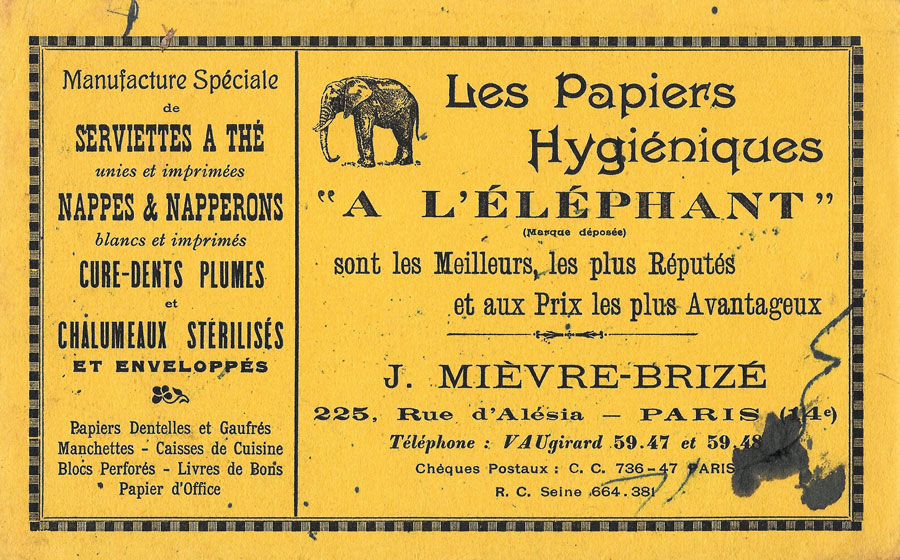 Manufacture Spéciale
de
SERVIETTES A THÉ
unies et imprimées
NAPPES & NAPPERONS
blancs et imprimés
CURE-DENTS PLUMES
et
CHALUMEAUX STÉRILISÉS
ET ENVELOPPÉS
Papiers Dentelles et Gaufrés
Manchettes - Caisses de Cuisine
Blocs Perforés - Livres de Bons
Papier d'Office
Les Papiers
Hygiéniques
"A L'ÉLÉPHANT"
(Marque déposée)
sont les Meilleurs, les plus Réputés
et aux Prix les plus Avantageux
J. MIÈVRE-BRIZÉ
225, Rue d'Alésia — PARIS (14e)
Téléphone : VAUgirard 59.47 et 59.48
Chéques Postaux : C. C. 736-47 PARIS
R. C. Seine 664.381